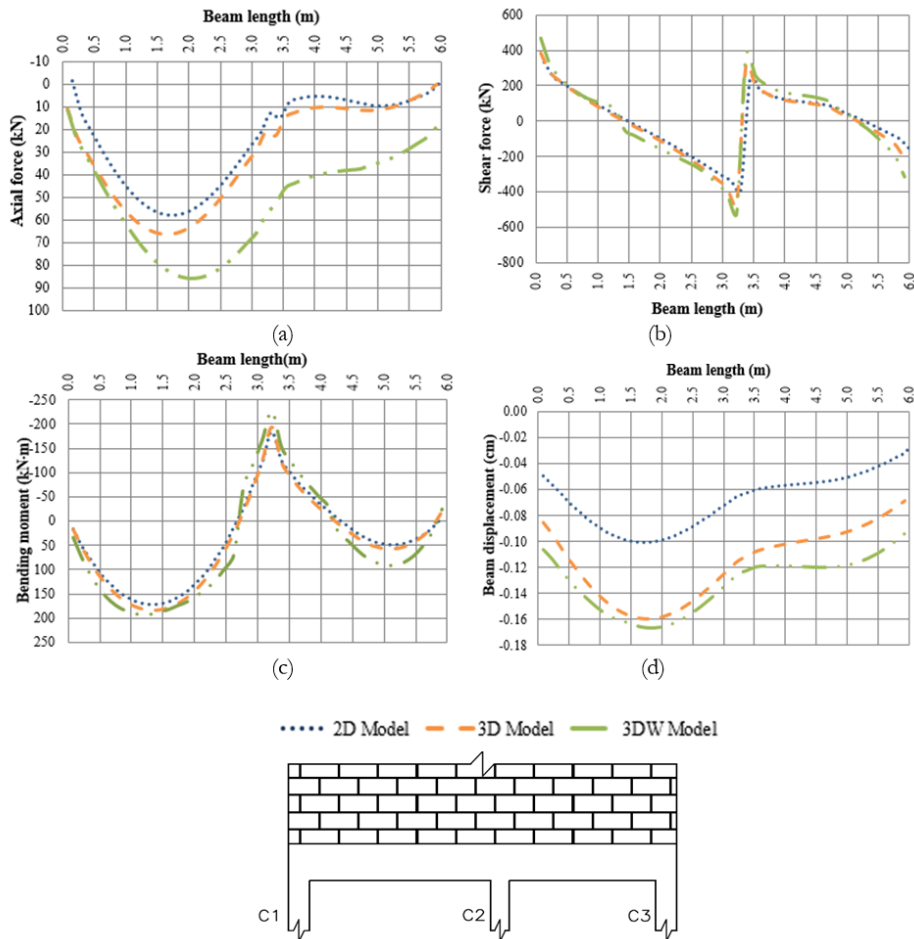 Beam length (m)
0.0 0.5 1.0 1.5 2.0 2.5 3.0 3.5 4.0 4.5 5.0 5.5 6.0
-10
0
10
20
30
40
50
60
70
80
90
100
Axial force (kN)
(a)
600
400
200
0
-200
-400
-600
-800
Shear force (kN)
0.0 0.5 1.0 1.5 2.0 2.5 3.0 3.5 4.0 4.5 5.0 5.5 6.0
Beam length (m)
(b)
Beam length(m)
0.0 0.5 1.0 1.5 2.0 2.5 3.0 3.5 4.0 4.5 5.0 5.5 6.0
-250
-200
-150
-100
-50
0
50
100
150
200
250
Bending moment (kN·m)
(c)
Beam length (m)
0.0 0.5 1.0 1.5 2.0 2.5 3.0 3.5 4.0 4.5 5.0 5.5 6.0
0.00
-0.02
-0.04
-0.06
-0.08
-0.10
-0.12
-0.14
-0.16
-0.18
Beam displacement (cm)
(d)
2D Model 3D Model 3DW Model
C1 C2 C3